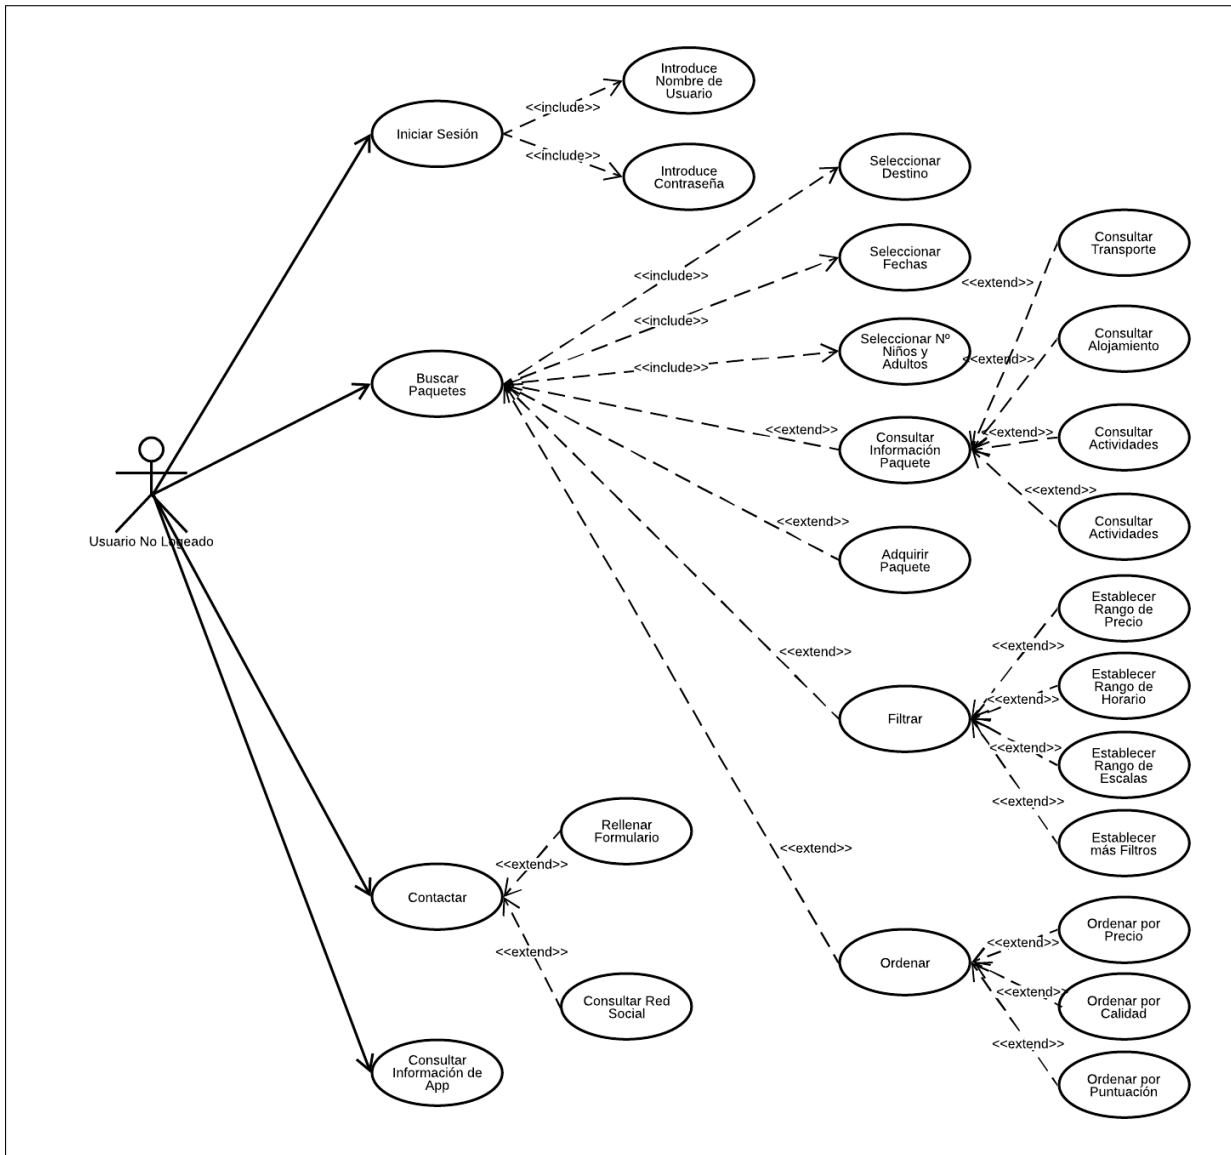 Introduce
Nombre de
Usuario
<<include>>
Iniciar Sesión
<<include>>
Introduce
Contraseña
Seleccionar
Destino
<<include>>
Seleccionar
Fechas
<<include>>
Seleccionar Nº
Niños y
Adultos
<<include>>
Buscar
Paquetes
Consultar
Transporte
<<extend>>
Consultar
Alojamiento
<<extend>>
Consultar
Actividades
<<extend>>
Consultar
Actividades
<<extend>>
Consultar
Información
Paquete
<<extend>>
Adquirir
Paquete
<<extend>>
Usuario No Logeado
Establecer
Rango de
Precio
<<extend>>
Establecer
Rango de
Horario
<<extend>>
Filtrar
<<extend>>
Establecer
Rango de
Escalas
<<extend>>
Establecer
más Filtros
<<extend>>
Rellenar
Formulario
<<extend>>
Contactar
<<extend>>
Consultar Red
Social
Ordenar
<<extend>>
Ordenar por
Precio
<<extend>>
Ordenar por
Calidad
<<extend>>
Ordenar por
Puntuación
<<extend>>
Consultar
Información de
App